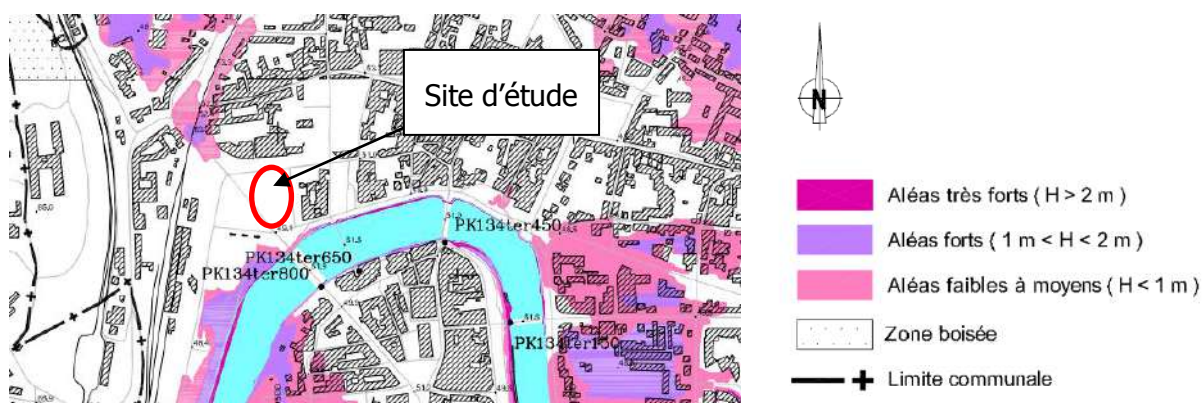 Site d'étude
PK134ter450
PK134ter650
PK134ter800
PK134ter150
N
Aléas très forts ( H > 2 m )
Aléas forts ( 1 m < H < 2 m )
Aléas faibles à moyens ( H < 1 m )
Zone boisée
Limite communale